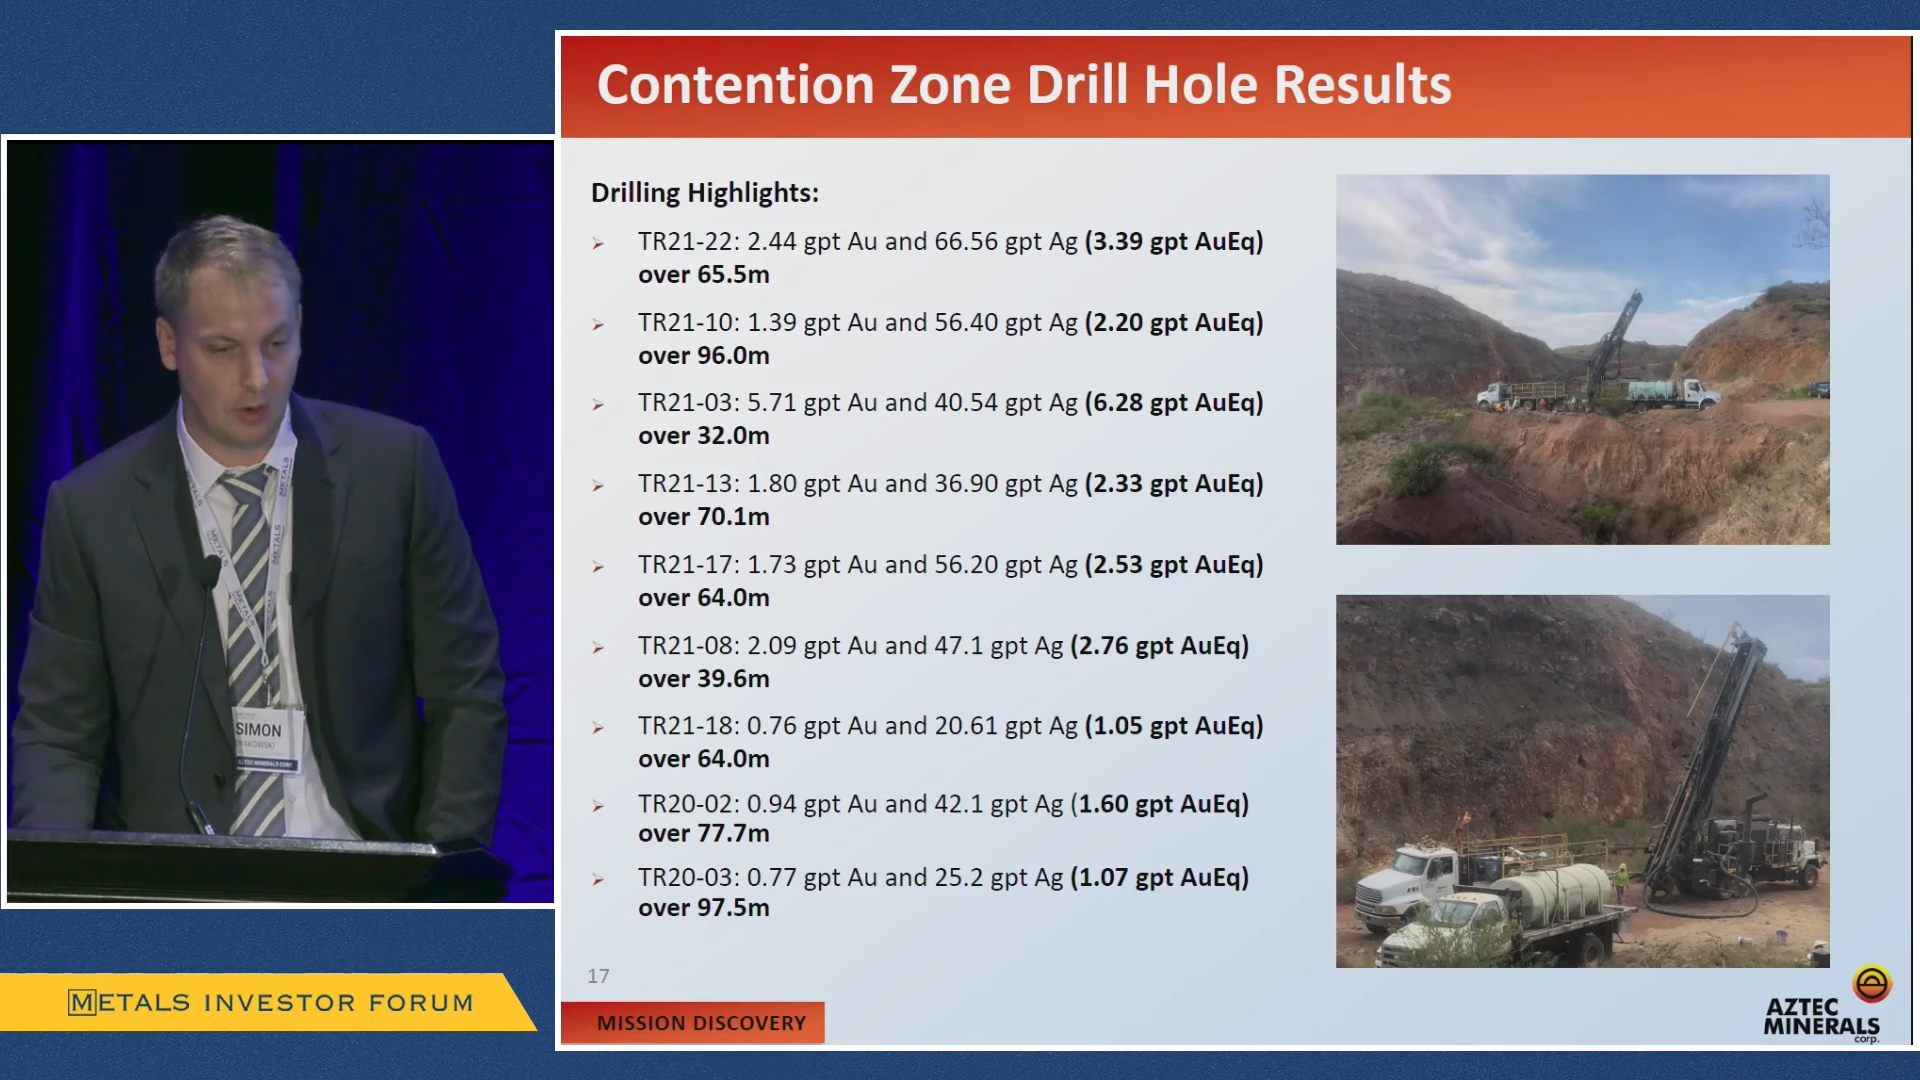 Contention Zone Drill Hole Results
Drilling Highlights:
TR21-22: 2.44 gpt Au and 66.56 gpt Ag (3.39 gpt AuEq)
over 65.5m
TR21-10: 1.39 gpt Au and 56.40 gpt Ag (2.20 gpt AuEq)
over 96.0m
TR21-03: 5.71 gpt Au and 40.54 gpt Ag (6.28 gpt AuEq)
over 32.0m
TR21-13: 1.80 gpt Au and 36.90 gpt Ag (2.33 gpt AuEq)
over 70.1m
TR21-17: 1.73 gpt Au and 56.20 gpt Ag (2.53 gpt AuEq)
over 64.0m
TR21-08: 2.09 gpt Au and 47.1 gpt Ag (2.76 gpt AuEq)
over 39.6m
TR21-18: 0.76 gpt Au and 20.61 gpt Ag (1.05 gpt AuEq)
over 64.0m
TR20-02: 0.94 gpt Au and 42.1 gpt Ag (1.60 gpt AuEq)
over 77.7m
TR20-03: 0.77 gpt Au and 25.2 gpt Ag (1.07 gpt AuEq)
over 97.5m
17
MISSION DISCOVERY
AZTEC
MINERALS
corp.
METALS
METALS
METALS
SIMON
AZTEC MINERALS CORP
METALS INVESTOR FORUM